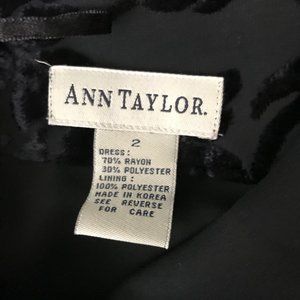 ANN TAYLOR.
2
DRESS:
70% RAYON
30% POLYESTER
LINING:
100% POLYESTER
MADE IN KOREA
SEE REVERSE
FOR CARE